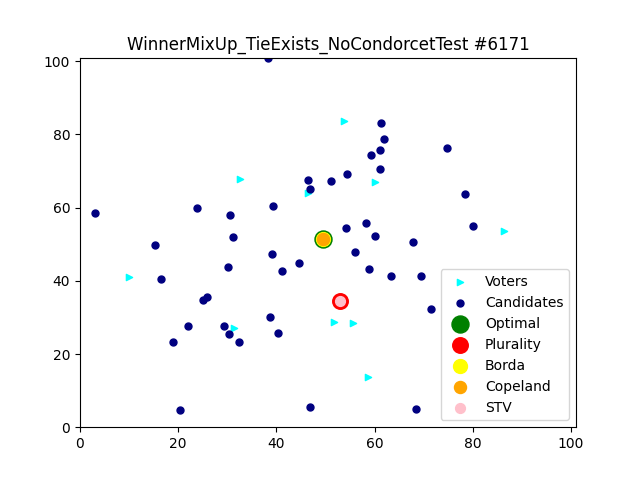 WinnerMixUp_TieExists_NoCondorcetTest #6171
100
80
60
40
20
0
0 20 40 60 80 100
Voters
Candidates
Optimal
Plurality
Borda
Copeland
STV